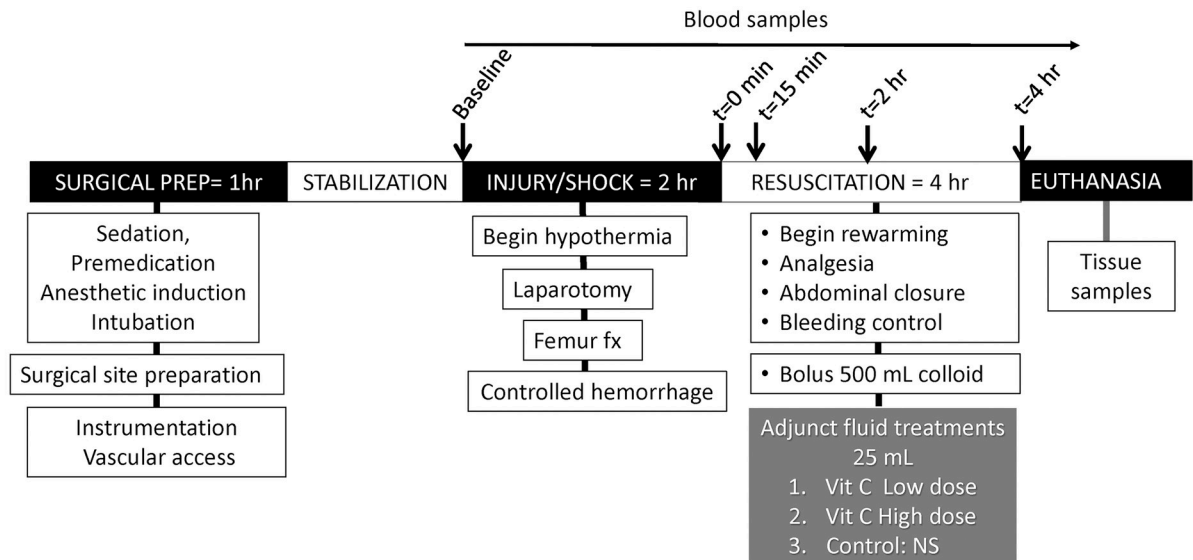 Blood samples
Baseline
t=0 min
t=15 min
t=2 hr
t=4 hr
SURGICAL PREP= 1hr
STABILIZATION
INJURY/SHOCK = 2 hr
RESUSCITATION = 4 hr
EUTHANASIA
Sedation,
Premedication
Anesthetic induction
Intubation
Surgical site preparation
Instrumentation
Vascular access
Begin hypothermia
Laparotomy
Femur fx
Controlled hemorrhage
• Begin rewarming
• Analgesia
• Abdominal closure
• Bleeding control
• Bolus 500 mL colloid
Adjunct fluid treatments
25 mL
1. Vit C Low dose
2. Vit C High dose
3. Control: NS
Tissue
samples